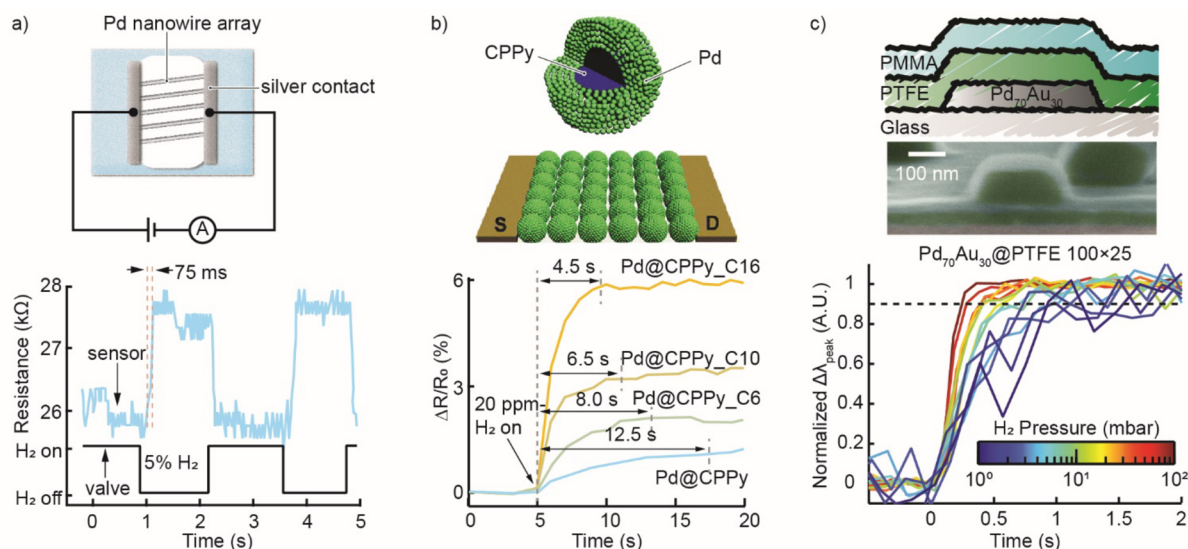 a)
Pd nanowire array
silver contact
A
75 ms
Resistance (kΩ)
28
27
26
sensor
H₂ on
5% H₂
valve
H₂ off
0 1 2 3 4 5
Time (s)
b)
CPPy
Pd
S D
6
4.5 s
Pd@CPPy_C16
ΔR/R₀ (%)
6.5 s
Pd@CPPy_C10
3
20 ppm
H₂ on
8.0 s
Pd@CPPy_C6
12.5 s
Pd@CPPy
0
0 5 10 15 20
Time (s)
c)
PMMA
PTFE
Pd₇₀Au₃₀
Glass
100 nm
Pd₇₀Au₃₀@PTFE 100×25
Normalized Δλpeak (A.U.)
1
0.8
0.6
0.4
0.2
0
H₂ Pressure (mbar)
10⁰ 10¹ 10²
0 0.5 1 1.5 2
Time (s)